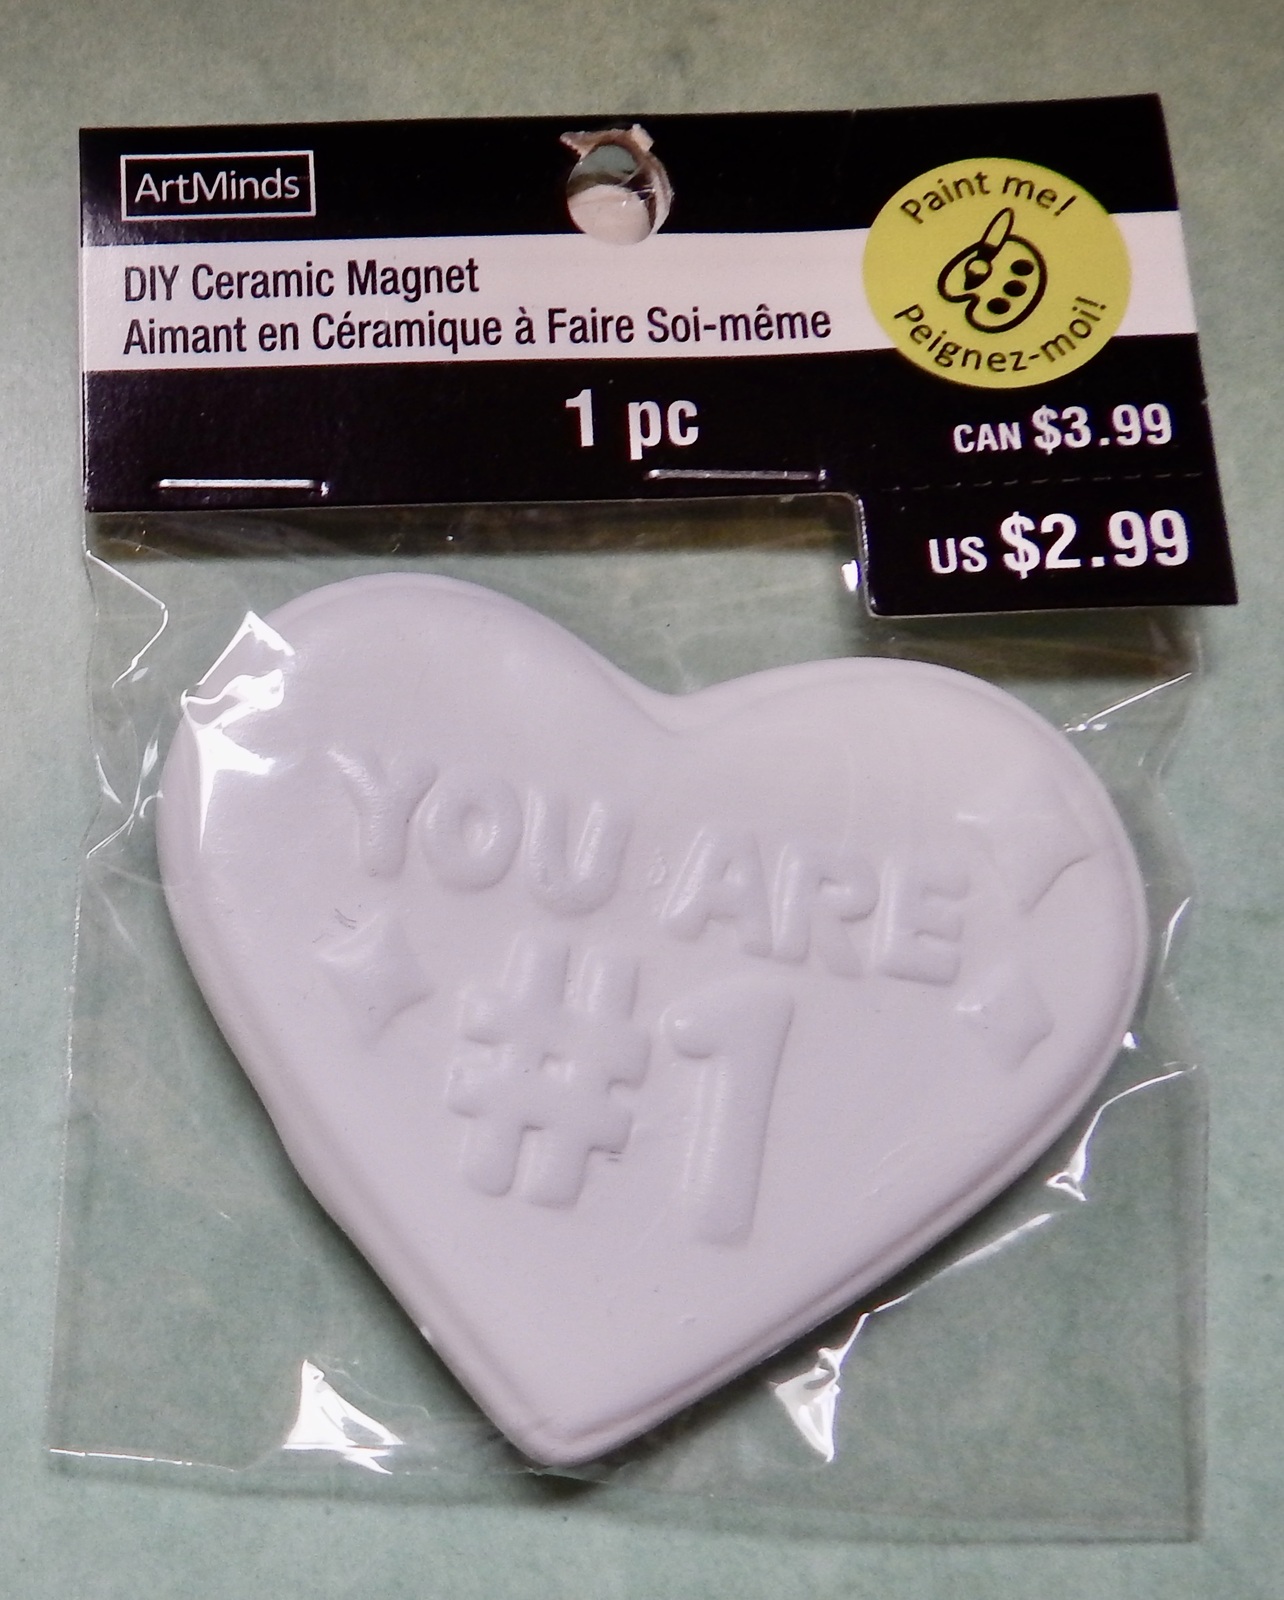 ArtMinds
DIY Ceramic Magnet
Aimant en Céramique à Faire Soi-même
Paint me!
Peignez-moi!
1 pc
CAN $3.99
US $2.99
YOU ARE
#1